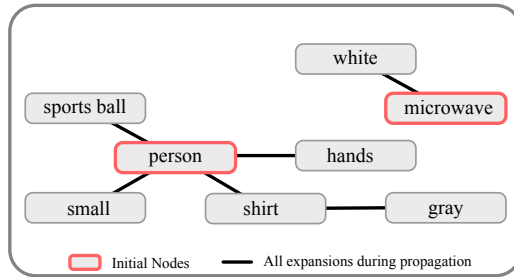 white
sports ball
microwave
person
hands
small
shirt
gray
Initial Nodes
All expansions during propagation